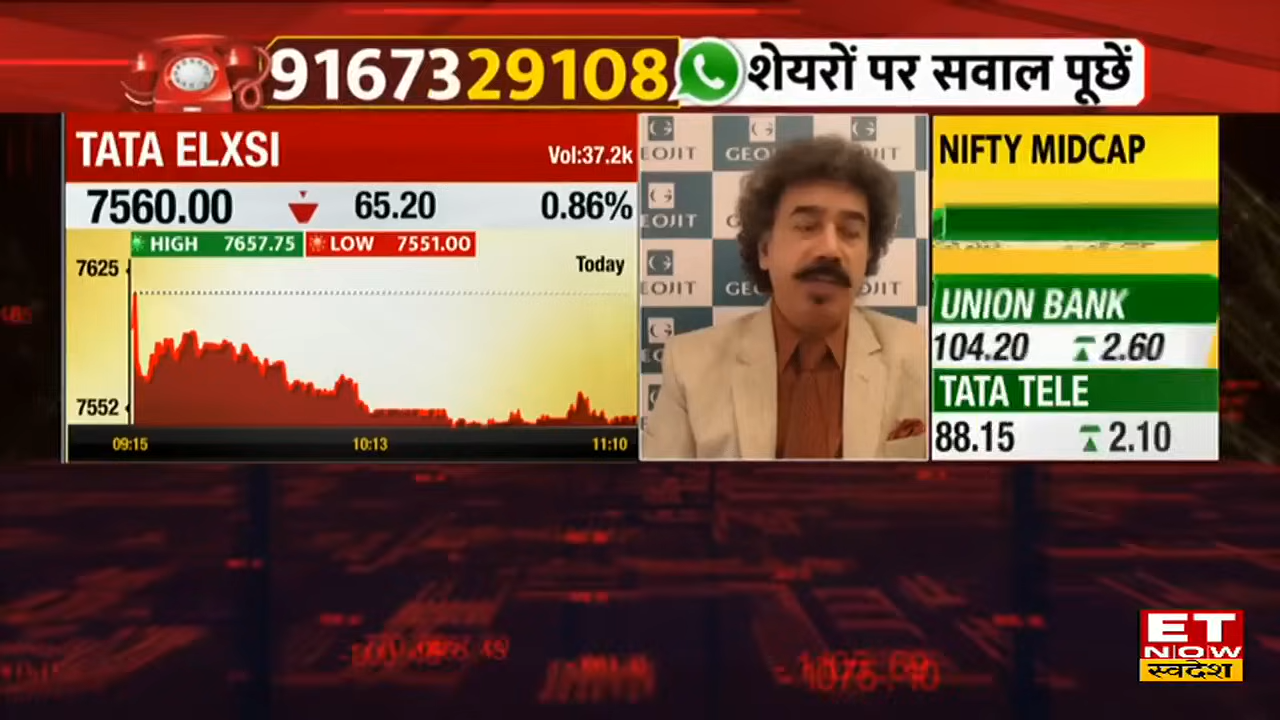 9167329108 शेयरों पर सवाल पूछें
TATA ELXSI Vol:37.2k
7560.00 65.20 0.86%
HIGH 7657.75 LOW 7551.00
Today
7625
7552
09:15 10:13 11:10
GEOJIT
EOJIT
GEOJIT
NIFTY MIDCAP
UNION BANK
104.20 2.60
TATA TELE
88.15 2.10
ET
NOW
स्वदेश